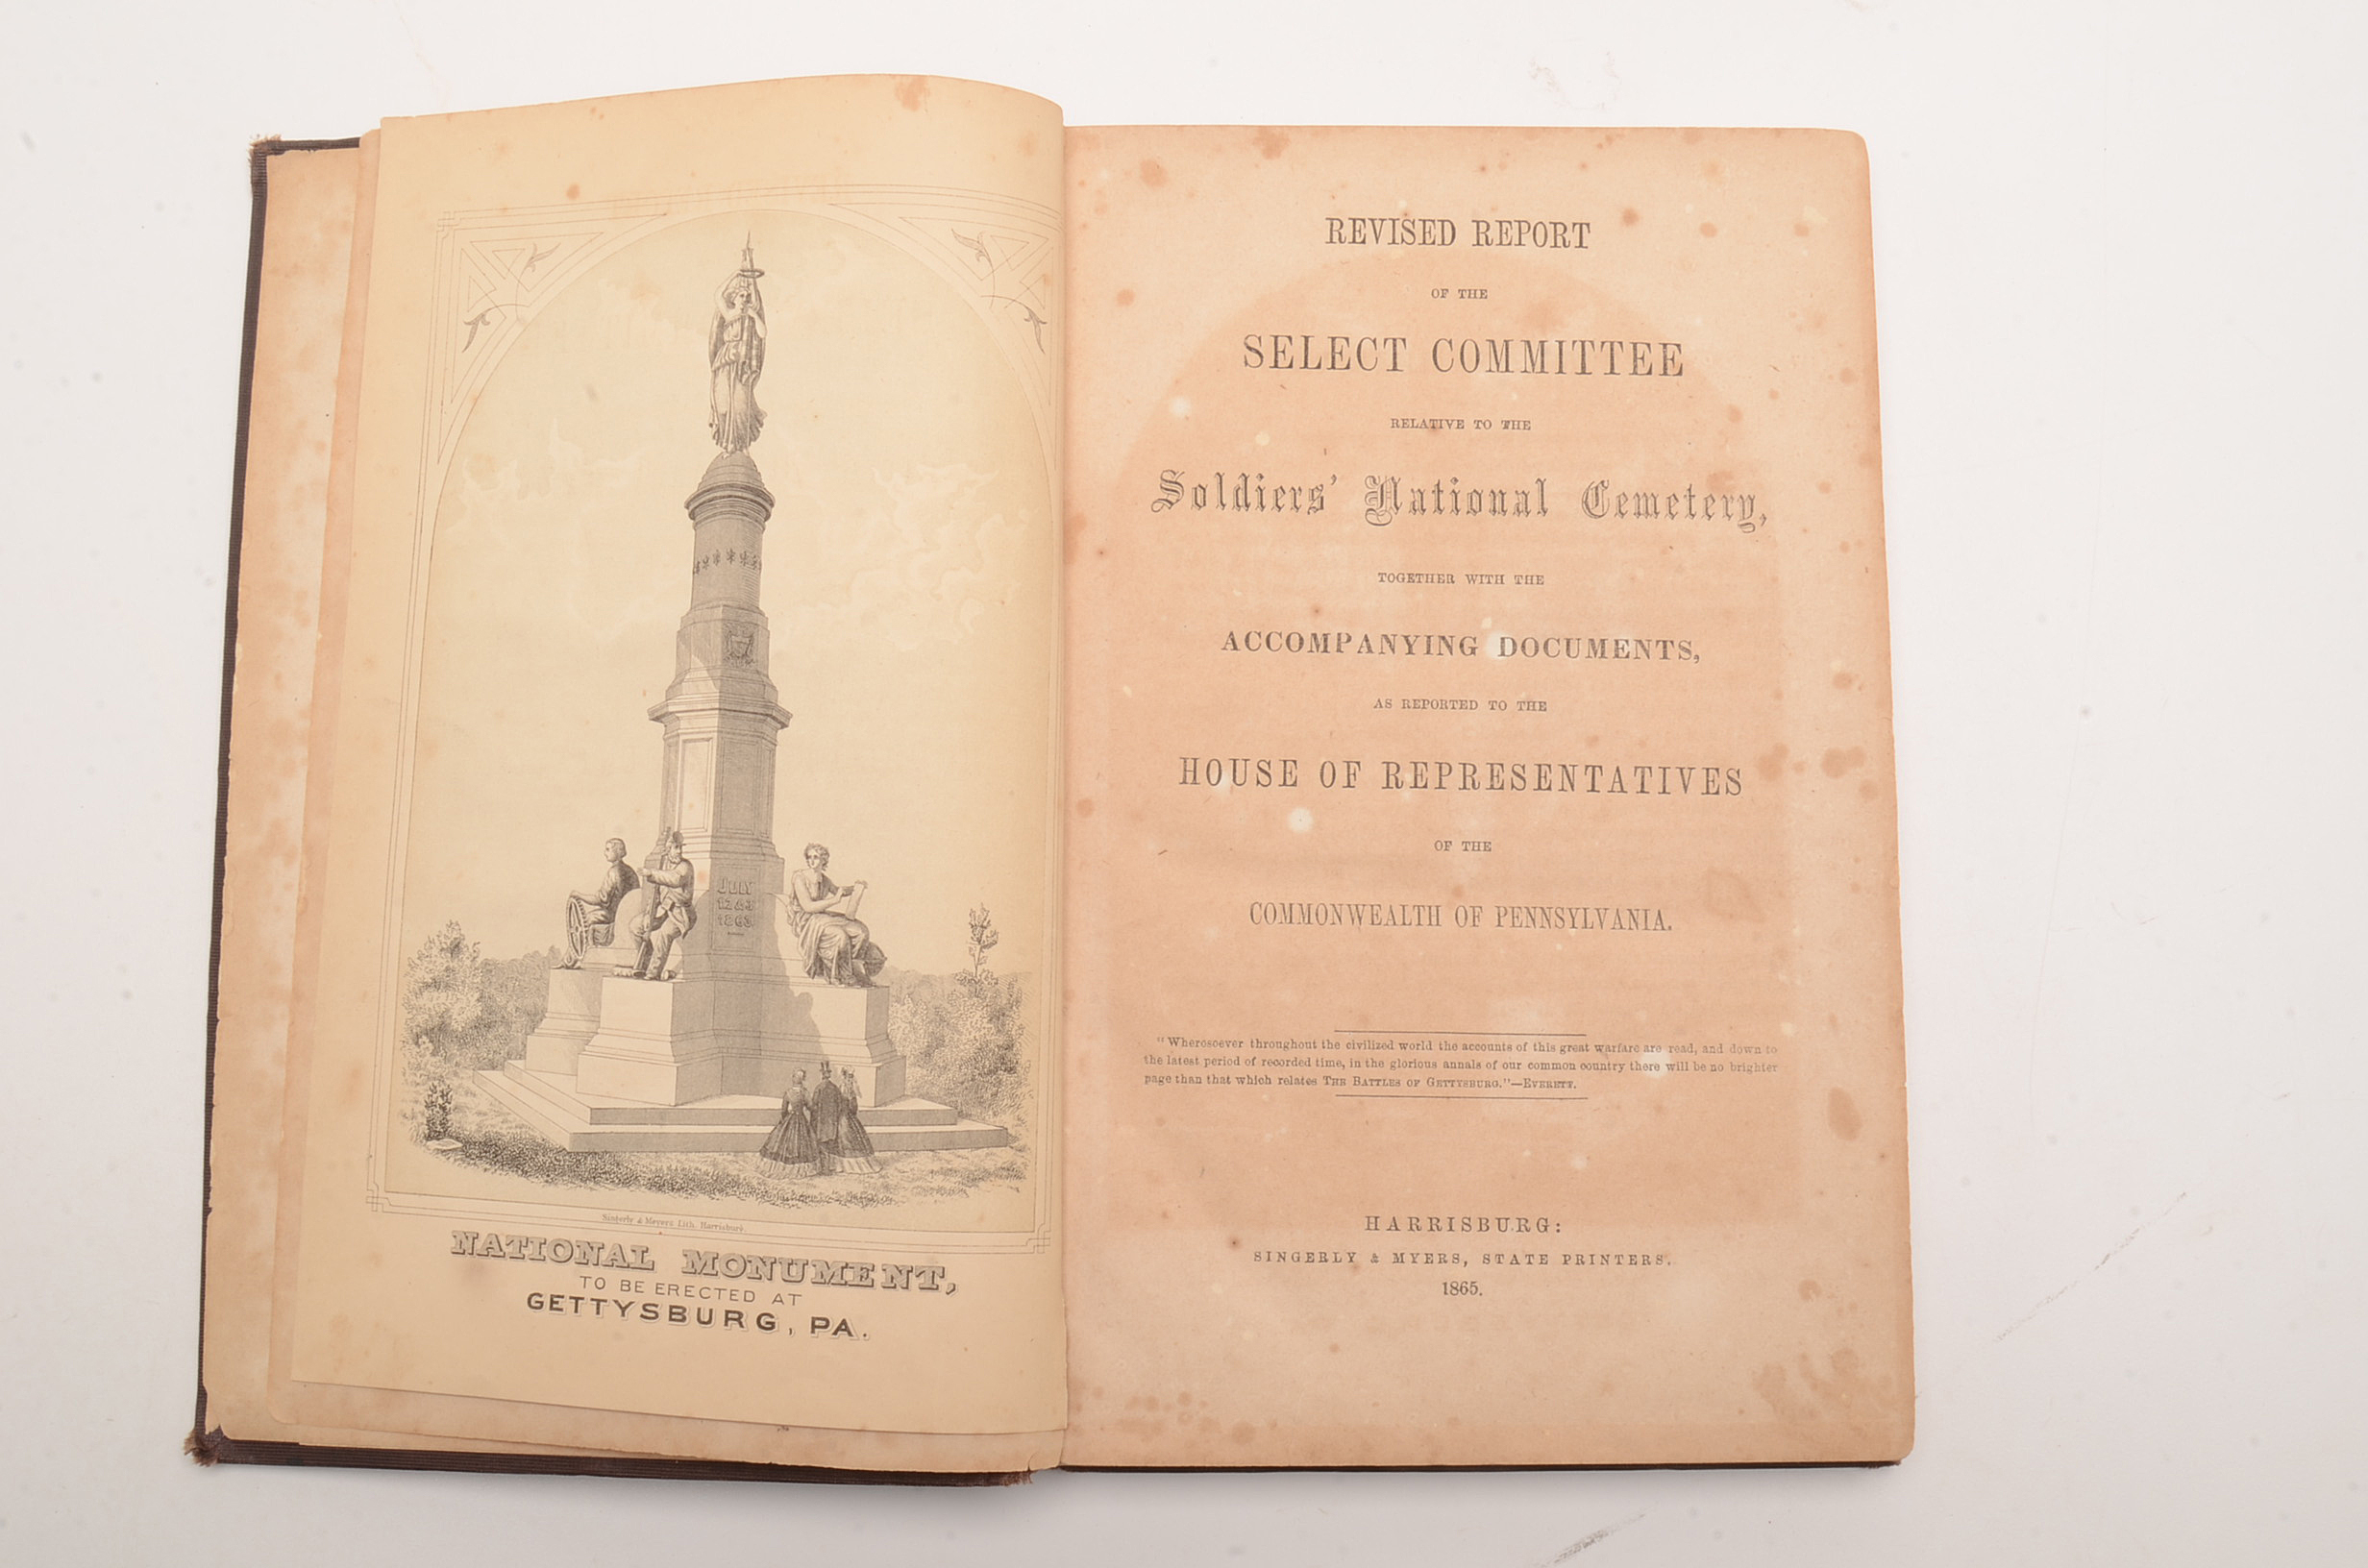 JULY
1.2.&3.
1863.
Singerly & Meyers Lith. Harrisburg.
NATIONAL MONUMENT,
TO BE ERECTED AT
GETTYSBURG, PA.
REVISED REPORT
OF THE
SELECT COMMITTEE
RELATIVE TO THE
Soldiers' National Cemetery,
TOGETHER WITH THE
ACCOMPANYING DOCUMENTS,
AS REPORTED TO THE
HOUSE OF REPRESENTATIVES
OF THE
COMMONWEALTH OF PENNSYLVANIA.
"Wheresoever throughout the civilized world the accounts of this great warfare are read, and down to
the latest period of recorded time, in the glorious annals of our common country there will be no brighter
page than that which relates THE BATTLES OF GETTYSBURG."—EVERETT.
HARRISBURG:
SINGERLY & MYERS, STATE PRINTERS.
1865.